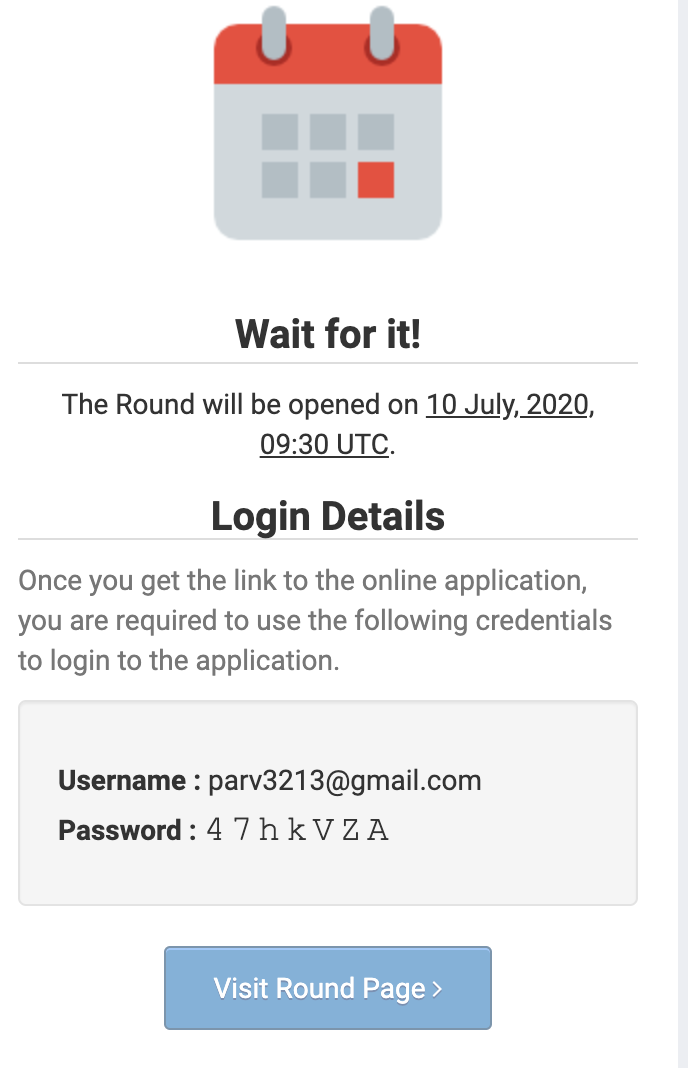 Wait for it!
The Round will be opened on 10 July, 2020,
09:30 UTC.
Login Details
Once you get the link to the online application,
you are required to use the following credentials
to login to the application.
Username : parv3213@gmail.com
Password : 4 7 h k V Z A
Visit Round Page >